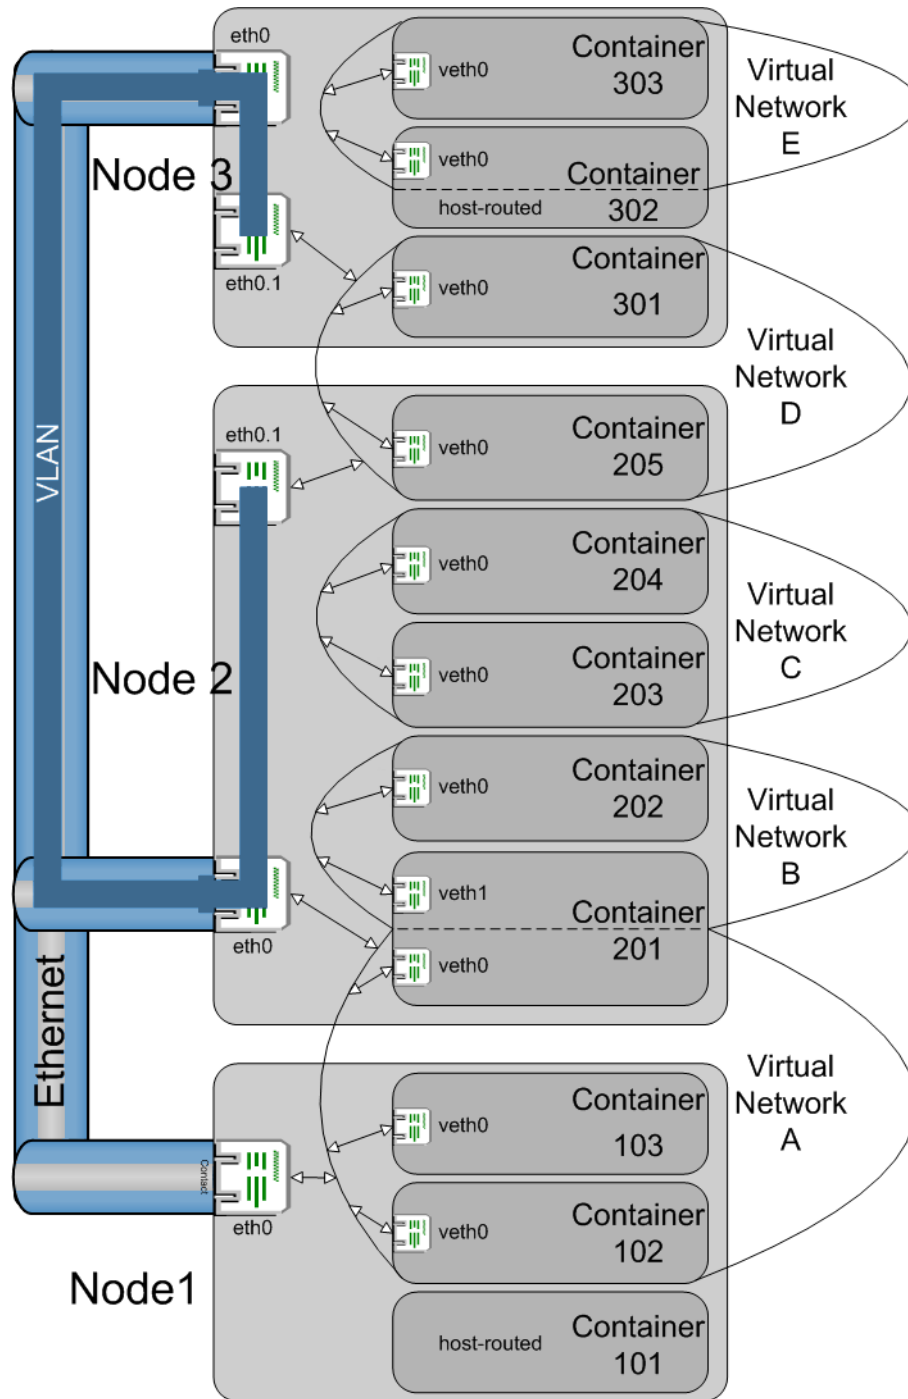 eth0
Node 3
eth0.1
veth0
Container
303
veth0
Container
302
host-routed
veth0
Container
301
Virtual
Network
E
Virtual
Network
D
VLAN
Node 2
eth0.1
eth0
veth0
Container
205
veth0
Container
204
veth0
Container
203
veth0
Container
202
veth1
veth0
Container
201
Virtual
Network
C
Virtual
Network
B
Virtual
Network
A
Ethernet
Contact
eth0
Node1
veth0
Container
103
veth0
Container
102
host-routed
Container
101